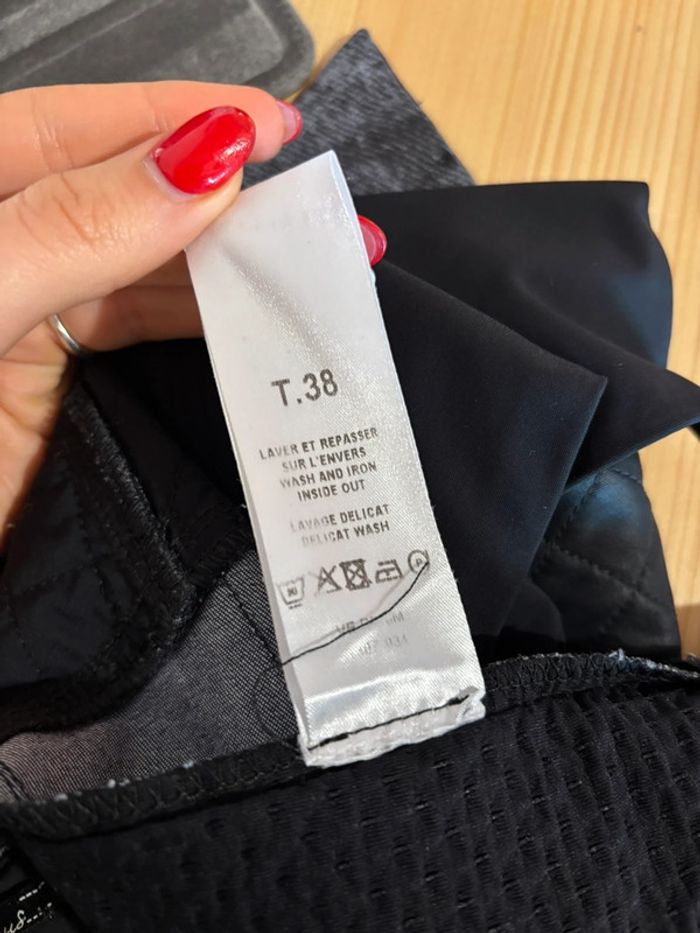 T.38
LAVER ET REPASSER
SUR L'ENVERS
WASH AND IRON
INSIDE OUT
LAVAGE DELICAT
DELICAT WASH
P